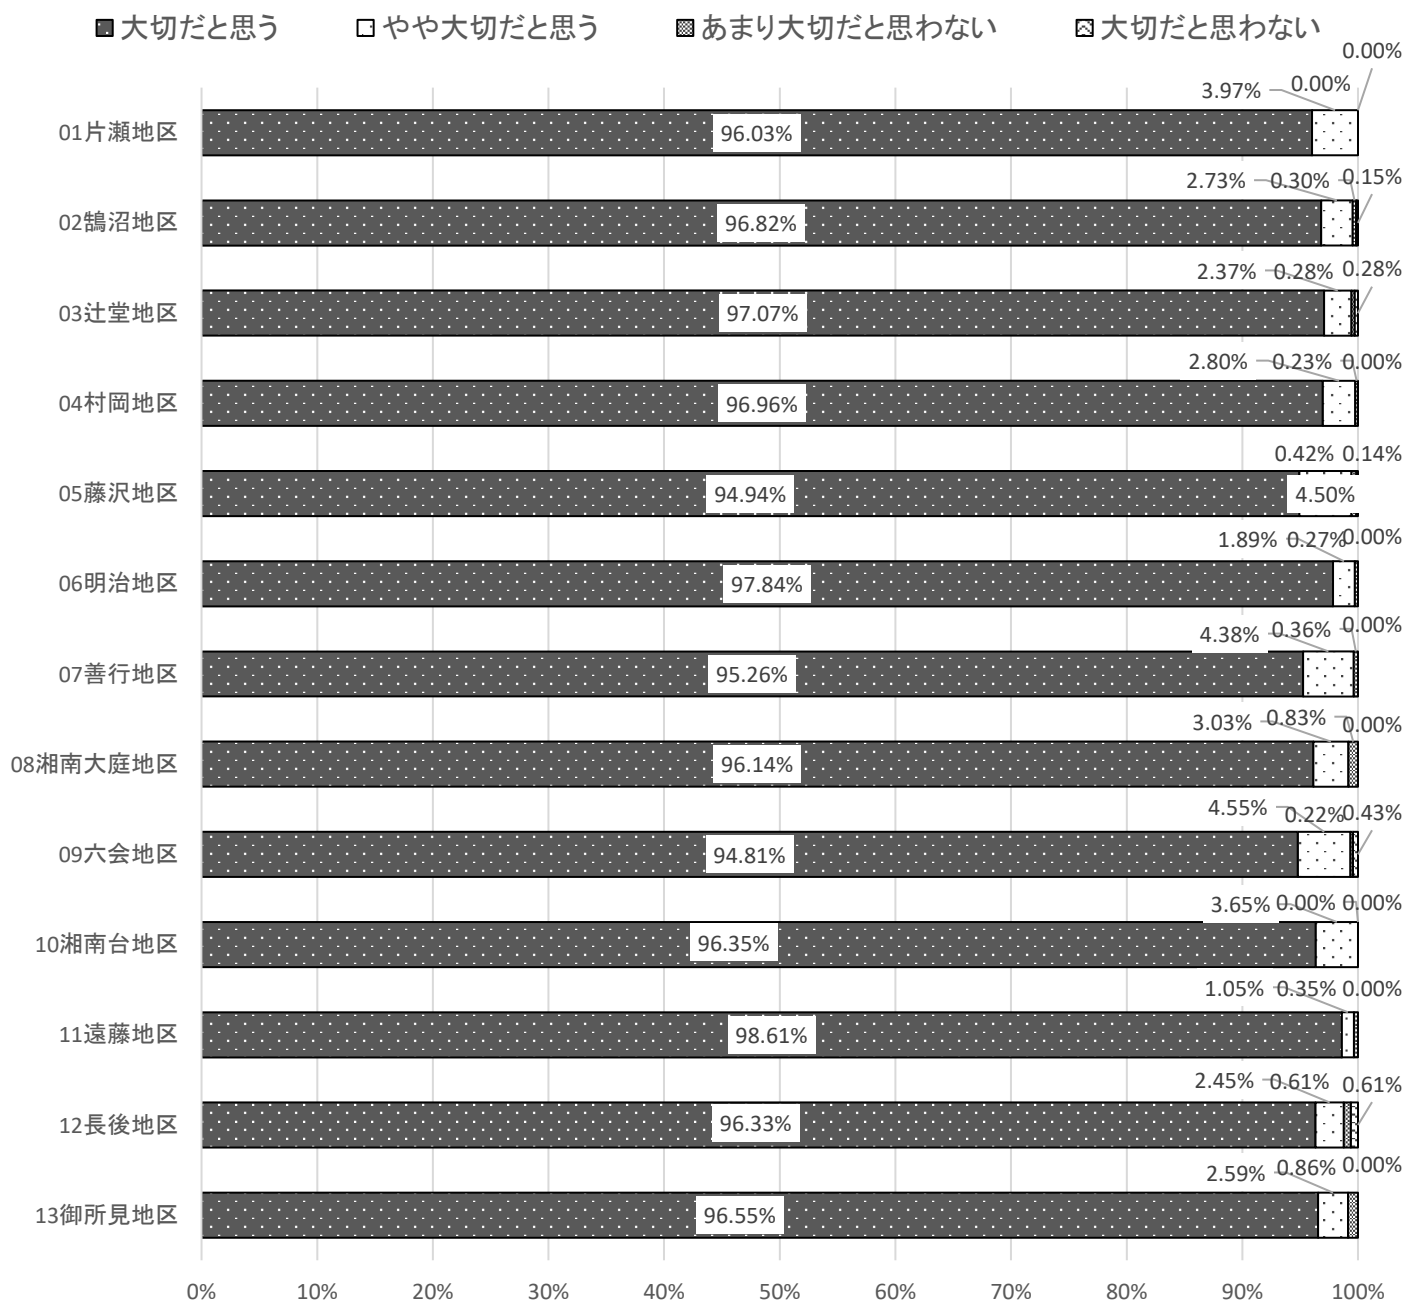 大切だと思う やや大切だと思う あまり大切だと思わない 大切だと思わない
0.00%
3.97% 0.00%
01片瀬地区 96.03%
2.73% 0.30% 0.15%
02鵠沼地区 96.82%
2.37% 0.28% 0.28%
03辻堂地区 97.07%
2.80% 0.23% 0.00%
04村岡地区 96.96%
0.42% 0.14%
05藤沢地区 94.94% 4.50%
1.89% 0.27% 0.00%
06明治地区 97.84%
4.38% 0.36% 0.00%
07善行地区 95.26%
3.03% 0.83% 0.00%
08湘南大庭地区 96.14%
4.55% 0.22% 0.43%
09六会地区 94.81%
3.65% 0.00% 0.00%
10湘南台地区 96.35%
1.05% 0.35% 0.00%
11遠藤地区 98.61%
2.45% 0.61% 0.61%
12長後地区 96.33%
2.59% 0.86% 0.00%
13御所見地区 96.55%
0% 10% 20% 30% 40% 50% 60% 70% 80% 90% 100%